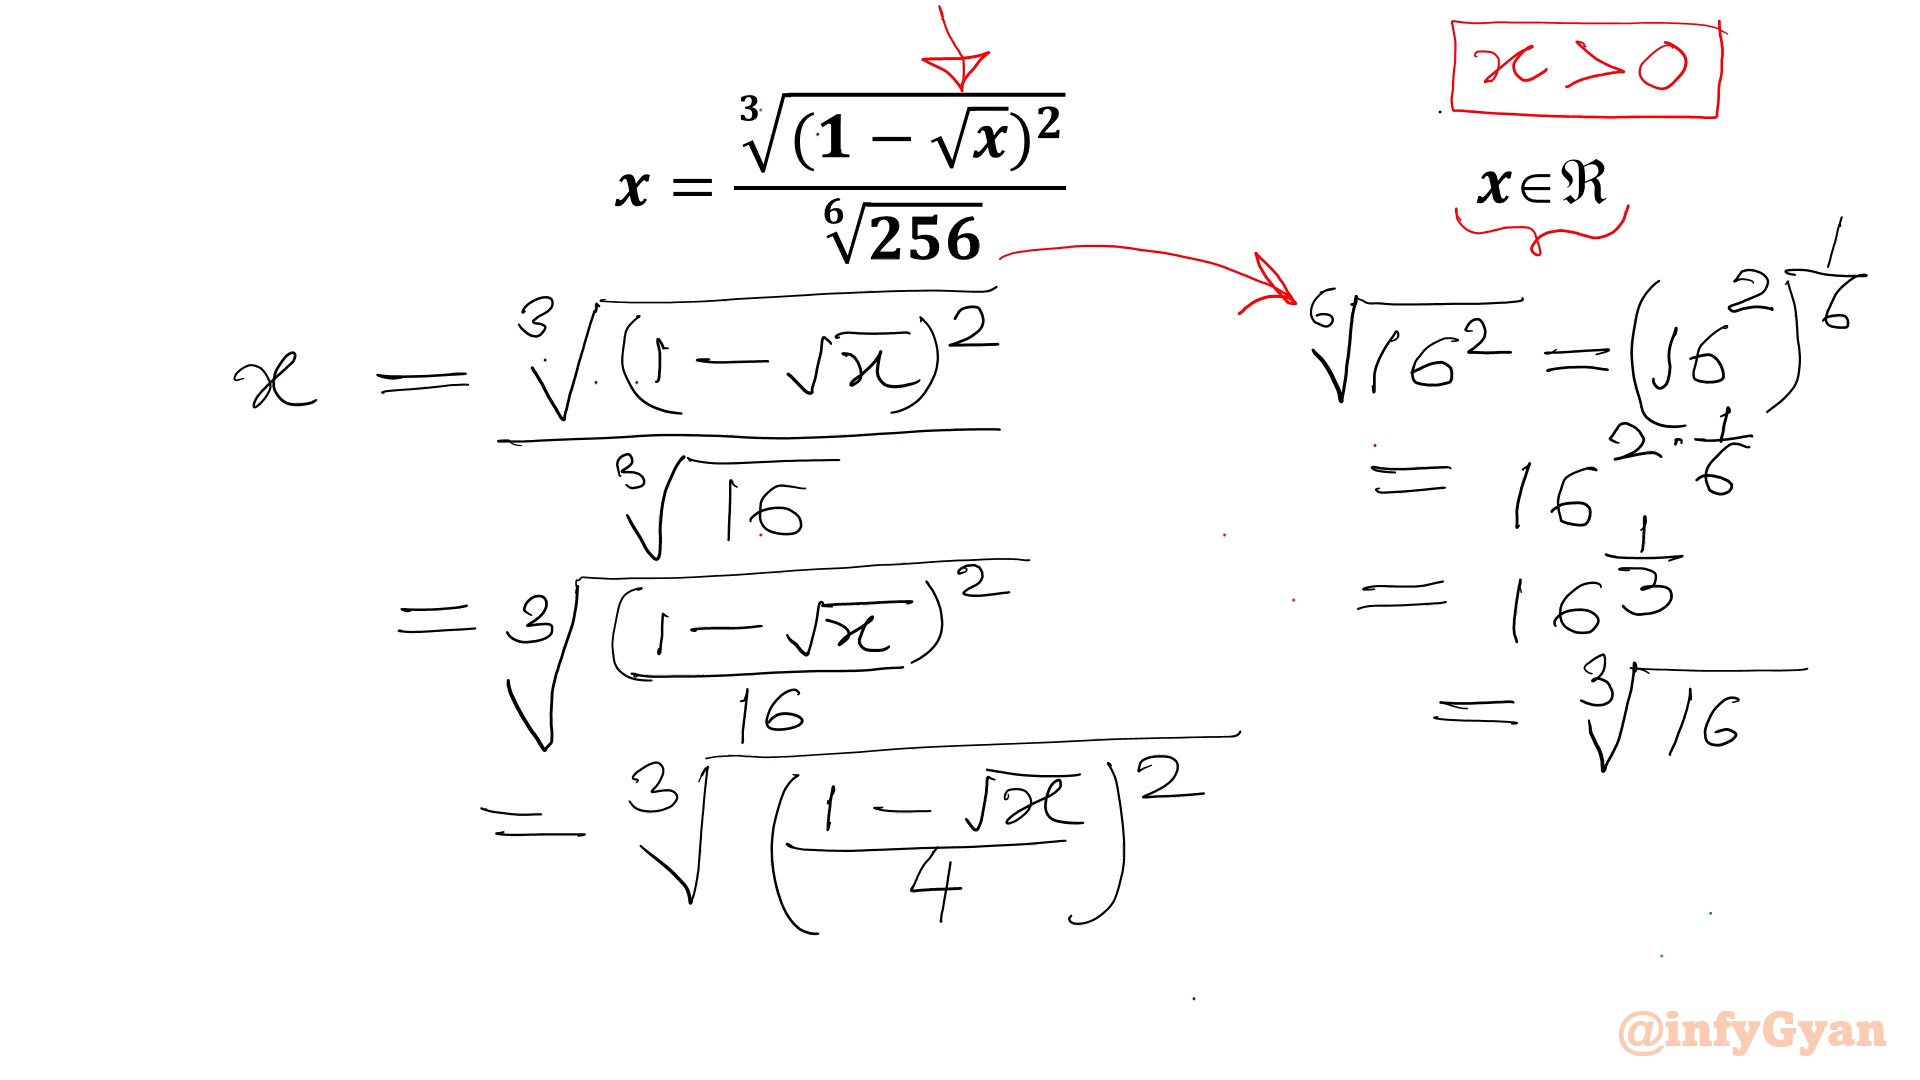 x > 0
x = ∛((1 − √x)²) / ⁶√256
x ∈ ℜ
x = ∛((1 − √x)²) / ∛16
= ∛((1 − √x)² / 16)
= ∛(((1 − √x) / 4)²)
⁶√(16²) = (16²)^(1/6)
= 16^(2·1/6)
= 16^(1/3)
= ∛16
@infyGyan